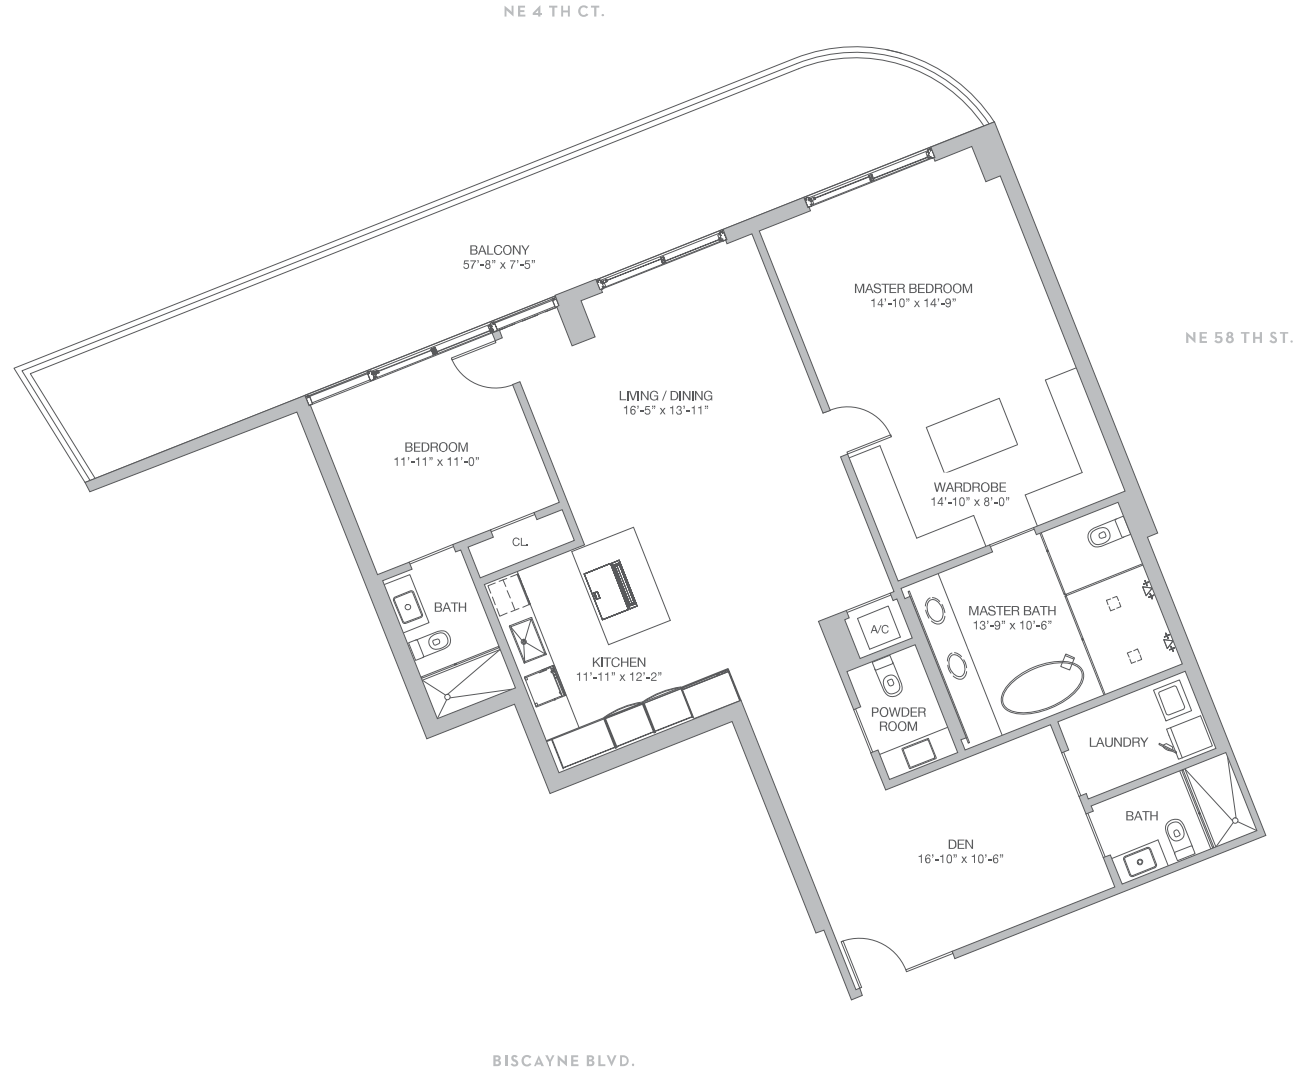 NE 4 TH CT.
BALCONY
57'-8" x 7'-5"
MASTER BEDROOM
14'-10" x 14'-9"
NE 58 TH ST.
LIVING / DINING
16'-5" x 13'-11"
BEDROOM
11'-11" x 11'-0"
WARDROBE
14'-10" x 8'-0"
CL.
BATH
MASTER BATH
13'-9" x 10'-6"
A/C
KITCHEN
11'-11" x 12'-2"
POWDER
ROOM
LAUNDRY
BATH
DEN
16'-10" x 10'-6"
BISCAYNE BLVD.